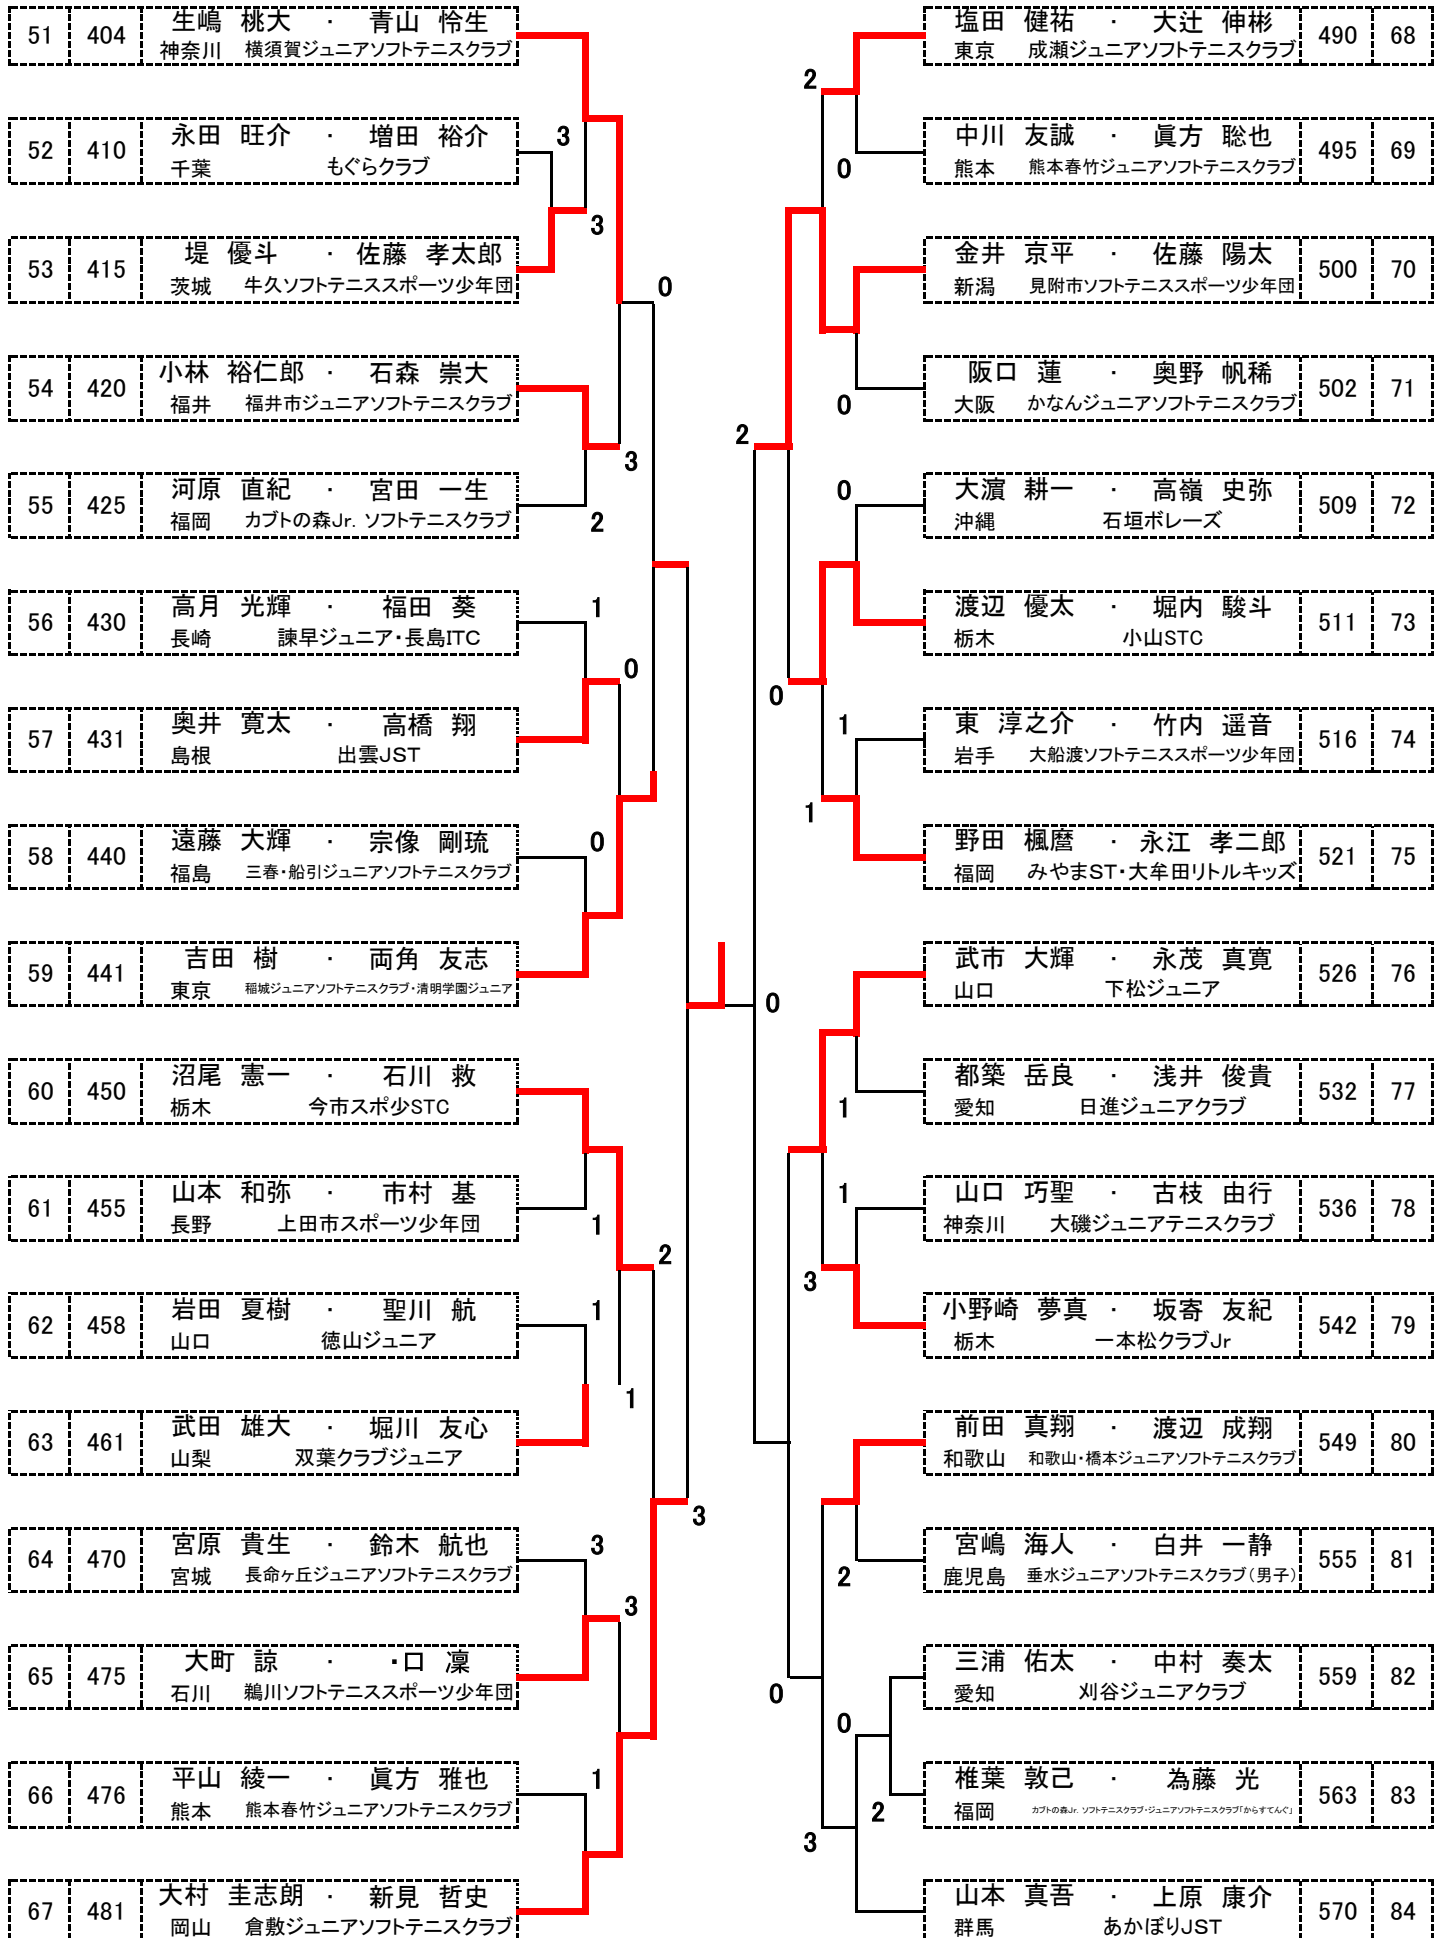 51 404 生嶋 桃大 ・ 青山 怜生
神奈川 横須賀ジュニアソフトテニスクラブ
52 410 永田 旺介 ・ 増田 裕介
千葉 もぐらクラブ
53 415 堤 優斗 ・ 佐藤 孝太郎
茨城 牛久ソフトテニススポーツ少年団
54 420 小林 裕仁郎 ・ 石森 崇大
福井 福井市ジュニアソフトテニスクラブ
55 425 河原 直紀 ・ 宮田 一生
福岡 カブトの森Jr. ソフトテニスクラブ
56 430 高月 光輝 ・ 福田 葵
長崎 諫早ジュニア・長島ITC
57 431 奥井 寛太 ・ 高橋 翔
島根 出雲JST
58 440 遠藤 大輝 ・ 宗像 剛琉
福島 三春・船引ジュニアソフトテニスクラブ
59 441 吉田 樹 ・ 両角 友志
東京 稲城ジュニアソフトテニスクラブ・清明学園ジュニア
60 450 沼尾 憲一 ・ 石川 救
栃木 今市スポ少STC
61 455 山本 和弥 ・ 市村 基
長野 上田市スポーツ少年団
62 458 岩田 夏樹 ・ 聖川 航
山口 徳山ジュニア
63 461 武田 雄大 ・ 堀川 友心
山梨 双葉クラブジュニア
64 470 宮原 貴生 ・ 鈴木 航也
宮城 長命ヶ丘ジュニアソフトテニスクラブ
65 475 大町 諒 ・ ・口 凜
石川 鵜川ソフトテニススポーツ少年団
66 476 平山 綾一 ・ 眞方 雅也
熊本 熊本春竹ジュニアソフトテニスクラブ
67 481 大村 圭志朗 ・ 新見 哲史
岡山 倉敷ジュニアソフトテニスクラブ
3
3
0
3
2
1
0
0
1
2
1
1
3
3
3
1
0
2
0
0
2
0
0
1
1
1
1
3
2
0
0
2
3
塩田 健祐 ・ 大辻 伸彬 490 68
東京 成瀬ジュニアソフトテニスクラブ
中川 友誠 ・ 眞方 聡也 495 69
熊本 熊本春竹ジュニアソフトテニスクラブ
金井 京平 ・ 佐藤 陽太 500 70
新潟 見附市ソフトテニススポーツ少年団
阪口 蓮 ・ 奥野 帆稀 502 71
大阪 かなんジュニアソフトテニスクラブ
大濵 耕一 ・ 高嶺 史弥 509 72
沖縄 石垣ボレーズ
渡辺 優太 ・ 堀内 駿斗 511 73
栃木 小山STC
東 淳之介 ・ 竹内 遥音 516 74
岩手 大船渡ソフトテニススポーツ少年団
野田 楓麿 ・ 永江 孝二郎 521 75
福岡 みやまST・大牟田リトルキッズ
武市 大輝 ・ 永茂 真寛 526 76
山口 下松ジュニア
都築 岳良 ・ 浅井 俊貴 532 77
愛知 日進ジュニアクラブ
山口 巧聖 ・ 古枝 由行 536 78
神奈川 大磯ジュニアテニスクラブ
小野崎 夢真 ・ 坂寄 友紀 542 79
栃木 一本松クラブJr
前田 真翔 ・ 渡辺 成翔 549 80
和歌山 和歌山・橋本ジュニアソフトテニスクラブ
宮嶋 海人 ・ 白井 一静 555 81
鹿児島 垂水ジュニアソフトテニスクラブ(男子)
三浦 佑太 ・ 中村 奏太 559 82
愛知 刈谷ジュニアクラブ
椎葉 敦己 ・ 為藤 光 563 83
福岡 カブトの森Jr. ソフトテニスクラブ・ジュニアソフトテニスクラブ「からすてんぐ」
山本 真吾 ・ 上原 康介 570 84
群馬 あかぼりJST